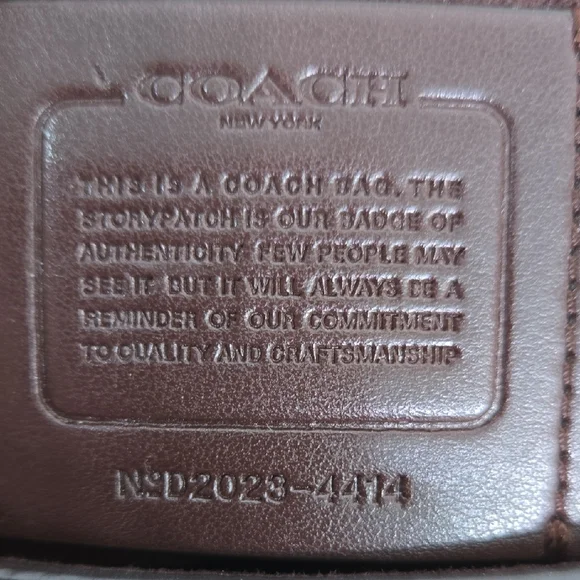 COACH
NEW YORK
THIS IS A COACH BAG. THE
STORYPATCH IS OUR BADGE OF
AUTHENTICITY. FEW PEOPLE MAY
SEE IT BUT IT WILL ALWAYS BE A
REMINDER OF OUR COMMITMENT
TO QUALITY AND CRAFTSMANSHIP
NºD2023-4414